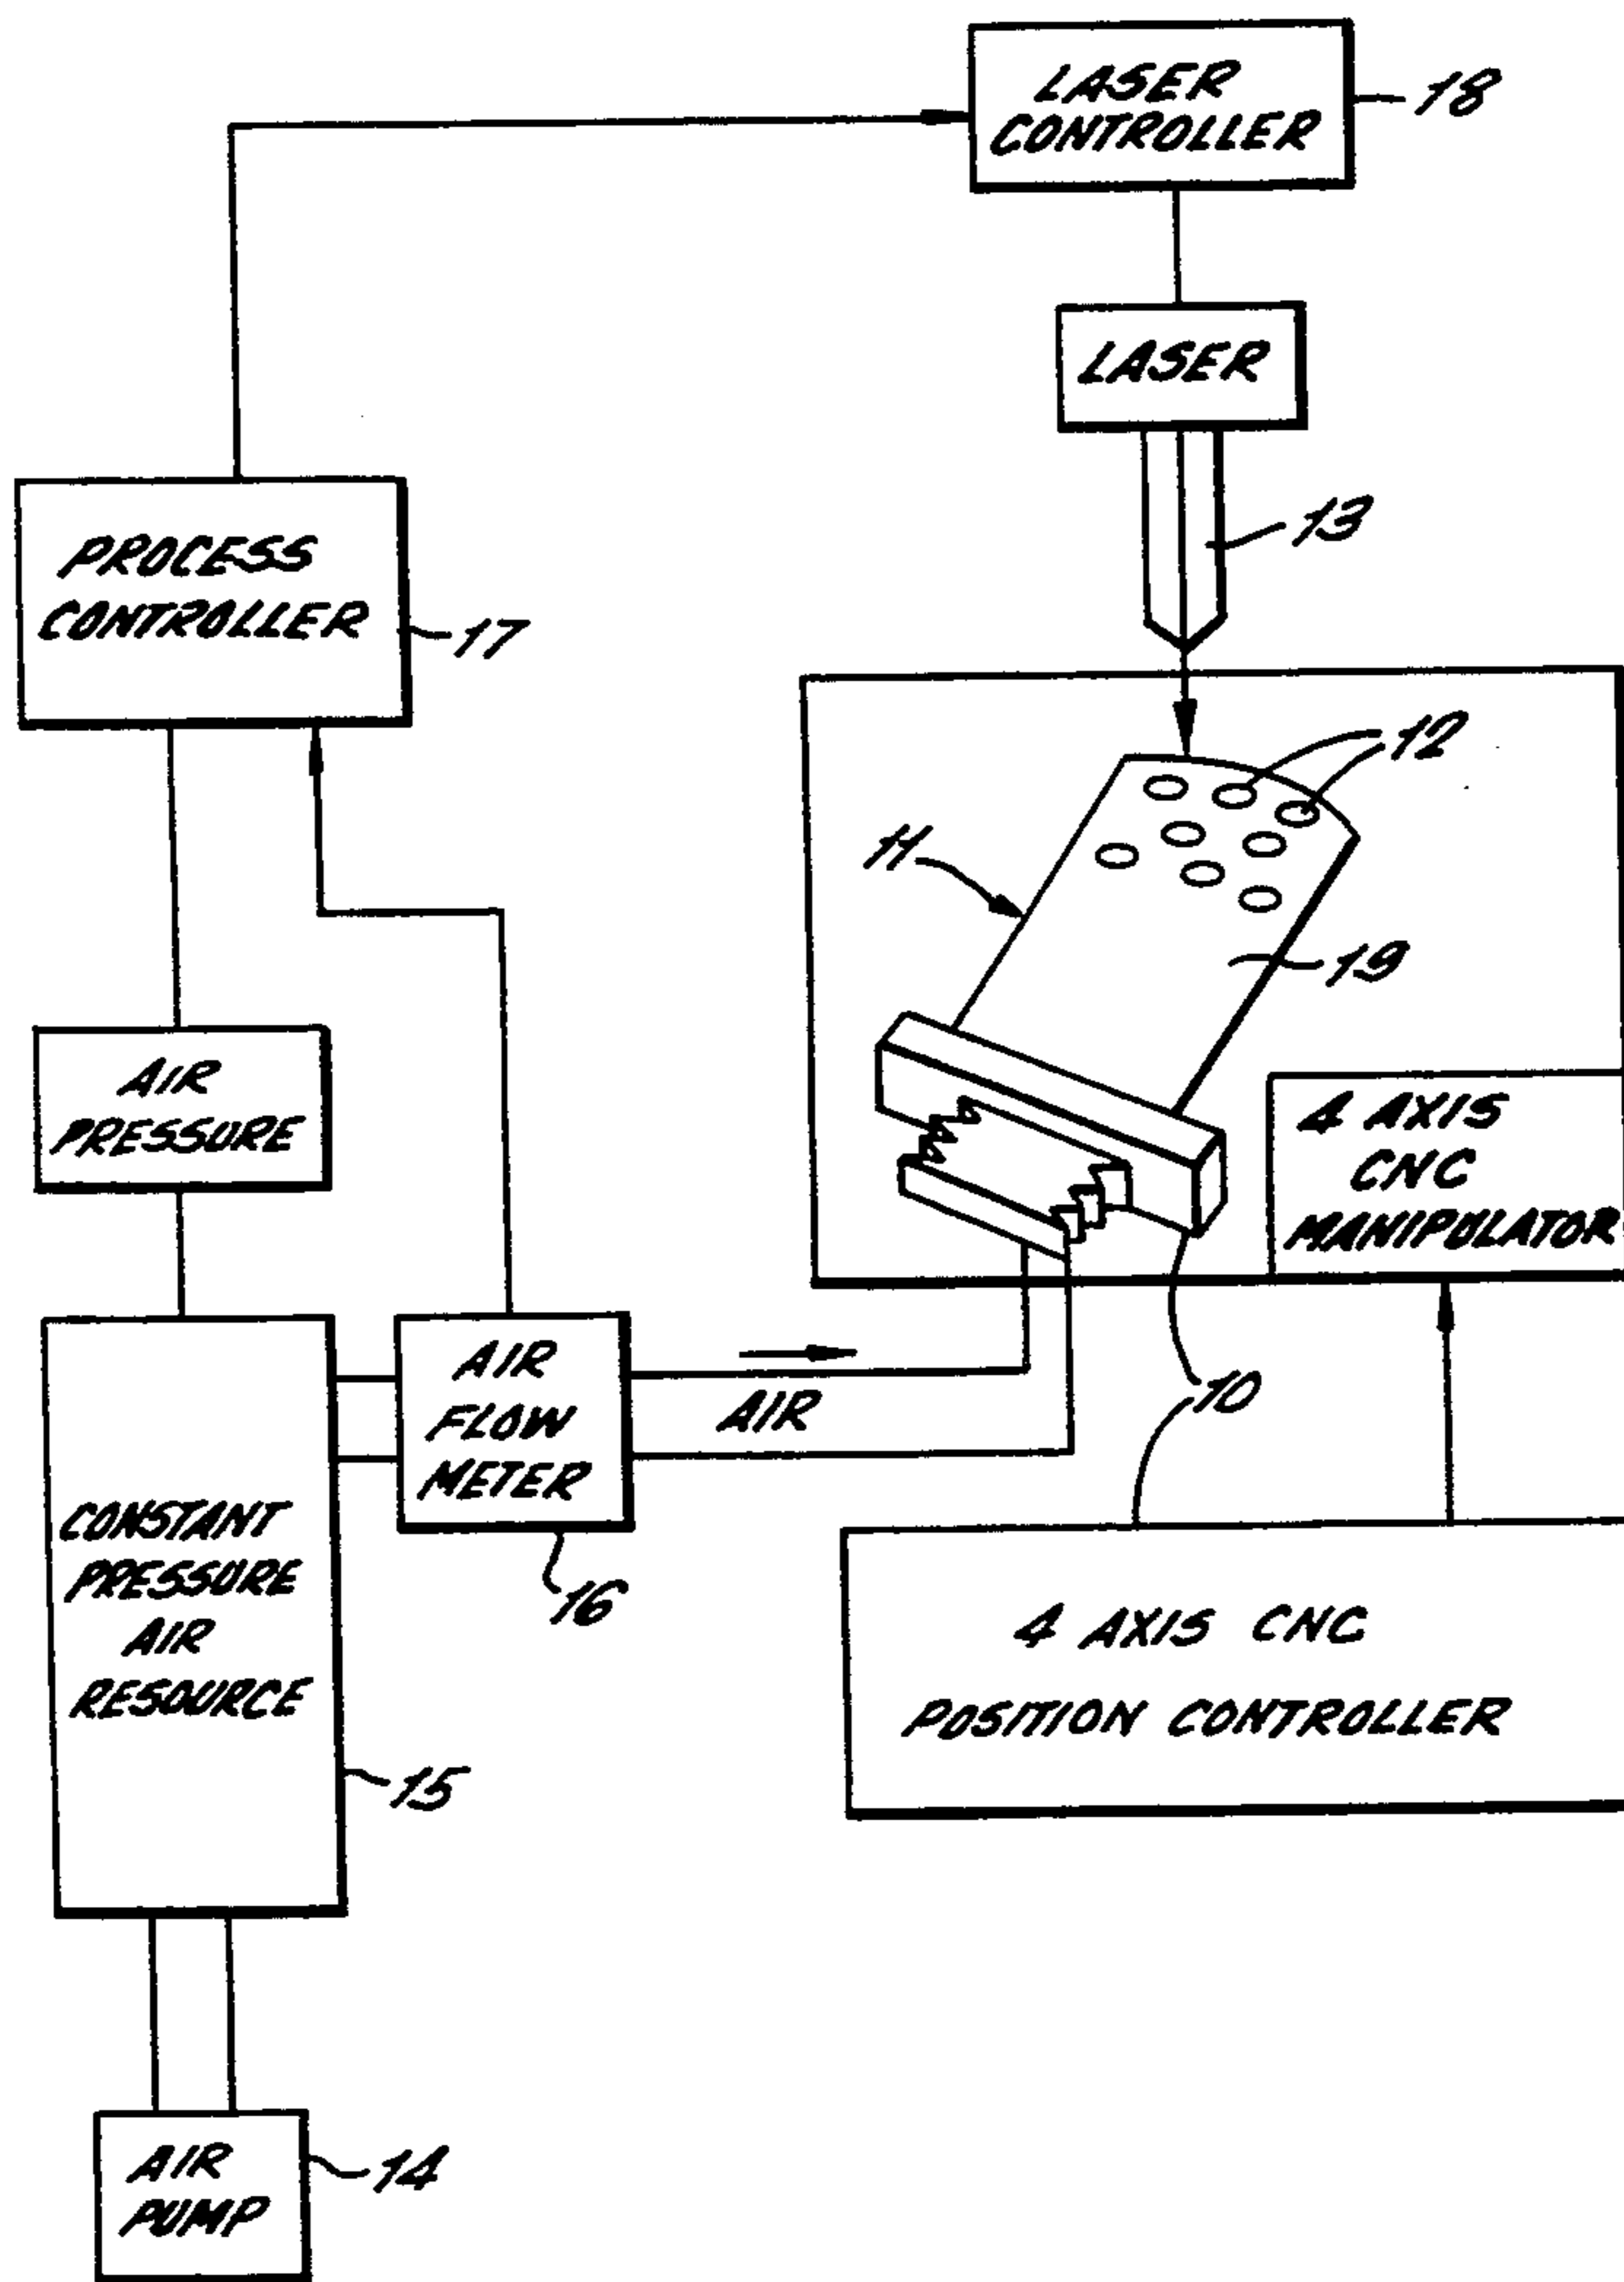 LASER
CONTROLLER
18
LASER
13
PROCESS
CONTROLLER
17
12
11
19
AIR
PRESSURE
4 AXIS
CNC
MANIPULATOR
AIR
FLOW
METER
AIR
10
16
CONSTANT
PRESSURE
AIR
RESOURCE
15
4 AXIS CNC
POSITION CONTROLLER
AIR
PUMP
14